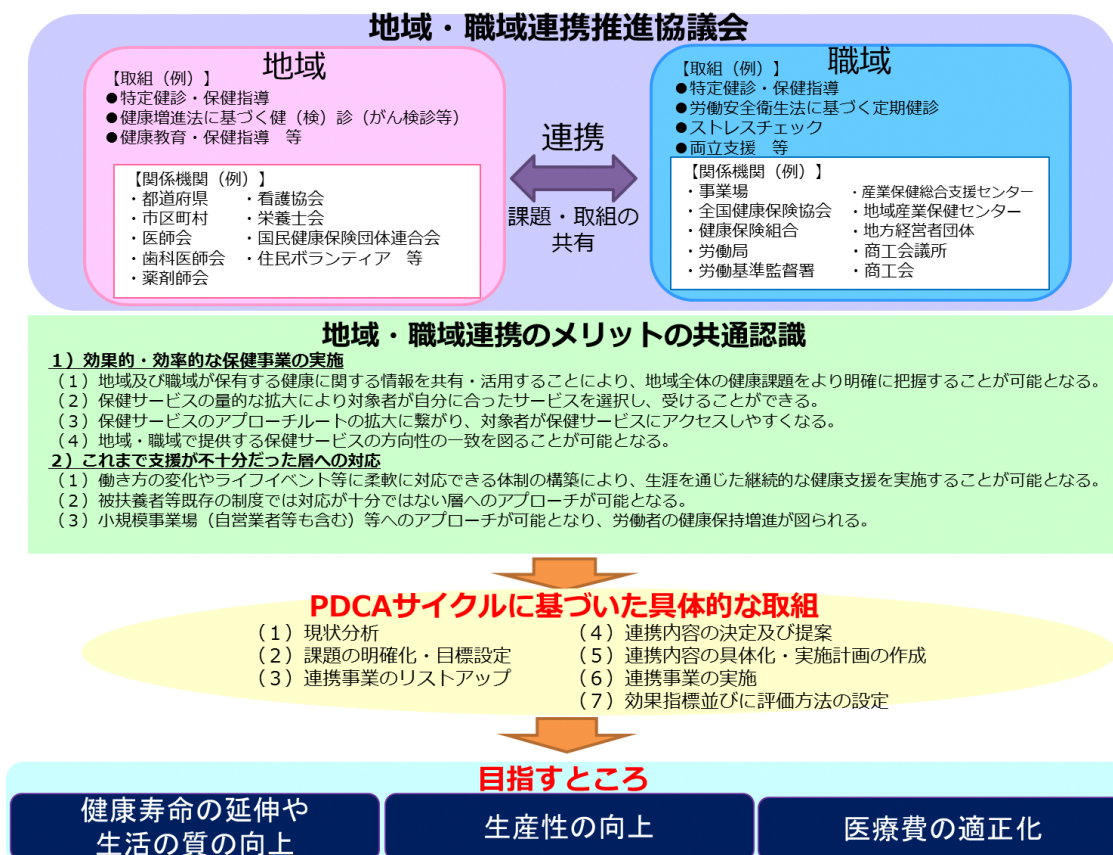 地域・職域連携推進協議会
地域
【取組（例）】
●特定健診・保健指導
●健康増進法に基づく健（検）診（がん検診等）
●健康教育・保健指導　等
【関係機関（例）】
・都道府県　・看護協会
・市区町村　・栄養士会
・医師会　・国民健康保険団体連合会
・歯科医師会　・住民ボランティア　等
・薬剤師会
連携
課題・取組の
共有
職域
【取組（例）】
●特定健診・保健指導
●労働安全衛生法に基づく定期健診
●ストレスチェック
●両立支援　等
【関係機関（例）】
・事業場　・産業保健総合支援センター
・全国健康保険協会　・地域産業保健センター
・健康保険組合　・地方経営者団体
・労働局　・商工会議所
・労働基準監督署　・商工会
地域・職域連携のメリットの共通認識
１）効果的・効率的な保健事業の実施
（１）地域及び職域が保有する健康に関する情報を共有・活用することにより、地域全体の健康課題をより明確に把握することが可能となる。
（２）保健サービスの量的な拡大により対象者が自分に合ったサービスを選択し、受けることができる。
（３）保健サービスのアプローチルートの拡大に繋がり、対象者が保健サービスにアクセスしやすくなる。
（４）地域・職域で提供する保健サービスの方向性の一致を図ることが可能となる。
２）これまで支援が不十分だった層への対応
（１）働き方の変化やライフイベント等に柔軟に対応できる体制の構築により、生涯を通じた継続的な健康支援を実施することが可能となる。
（２）被扶養者等既存の制度では対応が十分ではない層へのアプローチが可能となる。
（３）小規模事業場（自営業者等も含む）等へのアプローチが可能となり、労働者の健康保持増進が図られる。
PDCAサイクルに基づいた具体的な取組
（１）現状分析
（２）課題の明確化・目標設定
（３）連携事業のリストアップ
（４）連携内容の決定及び提案
（５）連携内容の具体化・実施計画の作成
（６）連携事業の実施
（７）効果指標並びに評価方法の設定
目指すところ
健康寿命の延伸や
生活の質の向上
生産性の向上
医療費の適正化